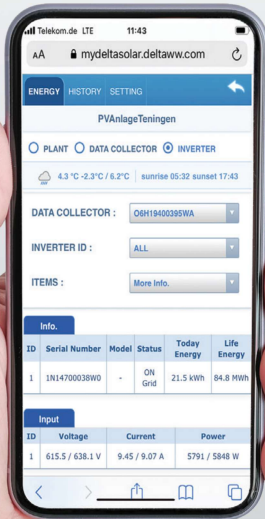 Telekom.de LTE 11:43
AA mydeltasolar.deltaww.com
ENERGY HISTORY SETTING
PVAnlageTeningen
PLANT DATA COLLECTOR INVERTER
4.3 °C -2.3°C / 6.2°C sunrise 05:32 sunset 17:43
DATA COLLECTOR : O6H19400395WA
INVERTER ID : ALL
ITEMS : More Info.
Info.
ID Serial Number Model Status Today Energy Life Energy
1 1N14700038W0 - ON Grid 21.5 kWh 84.8 MWh
Input
ID Voltage Current Power
1 615.5 / 638.1 V 9.45 / 9.07 A 5791 / 5848 W